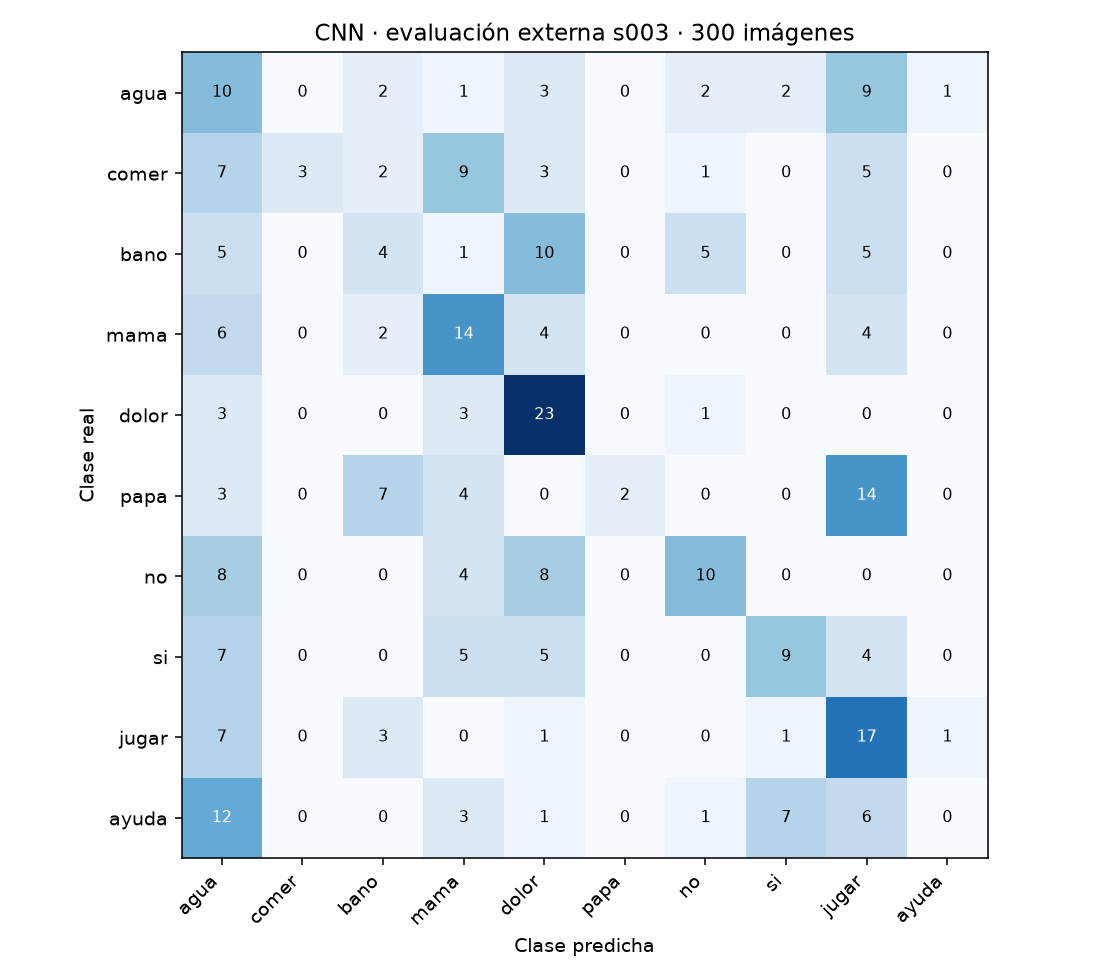 CNN · evaluación externa s003 · 300 imágenes
Clase real
agua 10 0 2 1 3 0 2 2 9 1
comer 7 3 2 9 3 0 1 0 5 0
bano 5 0 4 1 10 0 5 0 5 0
mama 6 0 2 14 4 0 0 0 4 0
dolor 3 0 0 3 23 0 1 0 0 0
papa 3 0 7 4 0 2 0 0 14 0
no 8 0 0 4 8 0 10 0 0 0
si 7 0 0 5 5 0 0 9 4 0
jugar 7 0 3 0 1 0 0 1 17 1
ayuda 12 0 0 3 1 0 1 7 6 0
agua comer bano mama dolor papa no si jugar ayuda
Clase predicha